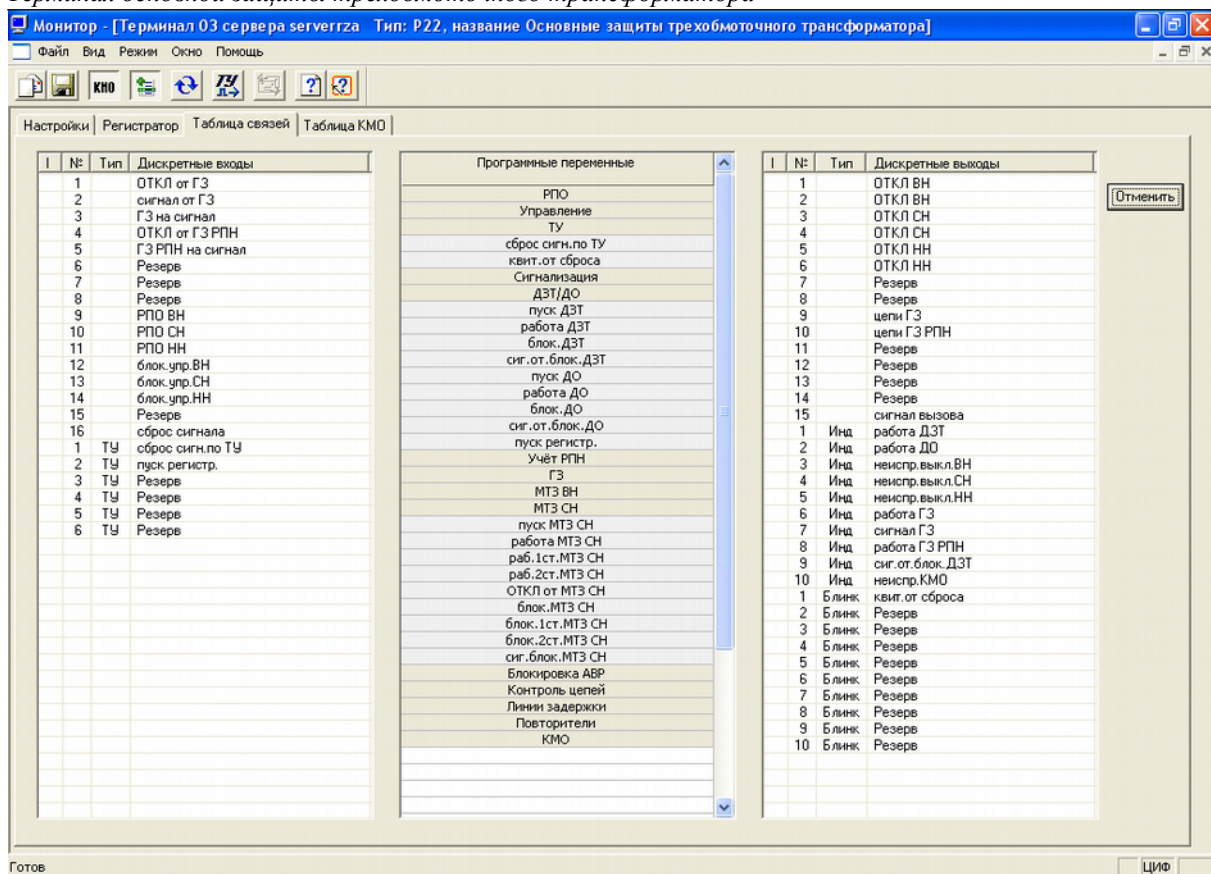 Монитор - [Терминал 03 сервера serverrza Тип: P22, название Основные защиты трехобмоточного трансформатора]
Файл Вид Режим Окно Помощь
КМО ТУ
Настройки Регистратор Таблица связей Таблица КМО
I № Тип Дискретные входы
1 ОТКЛ от ГЗ
2 сигнал от ГЗ
3 ГЗ на сигнал
4 ОТКЛ от ГЗ РПН
5 ГЗ РПН на сигнал
6 Резерв
7 Резерв
8 Резерв
9 РПО ВН
10 РПО СН
11 РПО НН
12 блок.упр.ВН
13 блок.упр.СН
14 блок.упр.НН
15 Резерв
16 сброс сигнала
1 ТУ сброс сигн.по ТУ
2 ТУ пуск регистр.
3 ТУ Резерв
4 ТУ Резерв
5 ТУ Резерв
6 ТУ Резерв
Программные переменные
РПО
Управление
ТУ
сброс сигн.по ТУ
квит.от сброса
Сигнализация
ДЗТ/ДО
пуск ДЗТ
работа ДЗТ
блок.ДЗТ
сиг.от.блок.ДЗТ
пуск ДО
работа ДО
блок.ДО
сиг.от.блок.ДО
пуск регистр.
Учёт РПН
ГЗ
МТЗ ВН
МТЗ СН
пуск МТЗ СН
работа МТЗ СН
раб.1ст.МТЗ СН
раб.2ст.МТЗ СН
ОТКЛ от МТЗ СН
блок.МТЗ СН
блок.1ст.МТЗ СН
блок.2ст.МТЗ СН
сиг.блок.МТЗ СН
Блокировка АВР
Контроль цепей
Линии задержки
Повторители
КМО
I № Тип Дискретные выходы
1 ОТКЛ ВН
2 ОТКЛ ВН
3 ОТКЛ СН
4 ОТКЛ СН
5 ОТКЛ НН
6 ОТКЛ НН
7 Резерв
8 Резерв
9 цепи ГЗ
10 цепи ГЗ РПН
11 Резерв
12 Резерв
13 Резерв
14 Резерв
15 сигнал вызова
1 Инд работа ДЗТ
2 Инд работа ДО
3 Инд неиспр.выкл.ВН
4 Инд неиспр.выкл.СН
5 Инд неиспр.выкл.НН
6 Инд работа ГЗ
7 Инд сигнал ГЗ
8 Инд работа ГЗ РПН
9 Инд сиг.от.блок.ДЗТ
10 Инд неиспр.КМО
1 Блинк квит.от сброса
2 Блинк Резерв
3 Блинк Резерв
4 Блинк Резерв
5 Блинк Резерв
6 Блинк Резерв
7 Блинк Резерв
8 Блинк Резерв
9 Блинк Резерв
10 Блинк Резерв
Отменить
Готов
ЦИФ